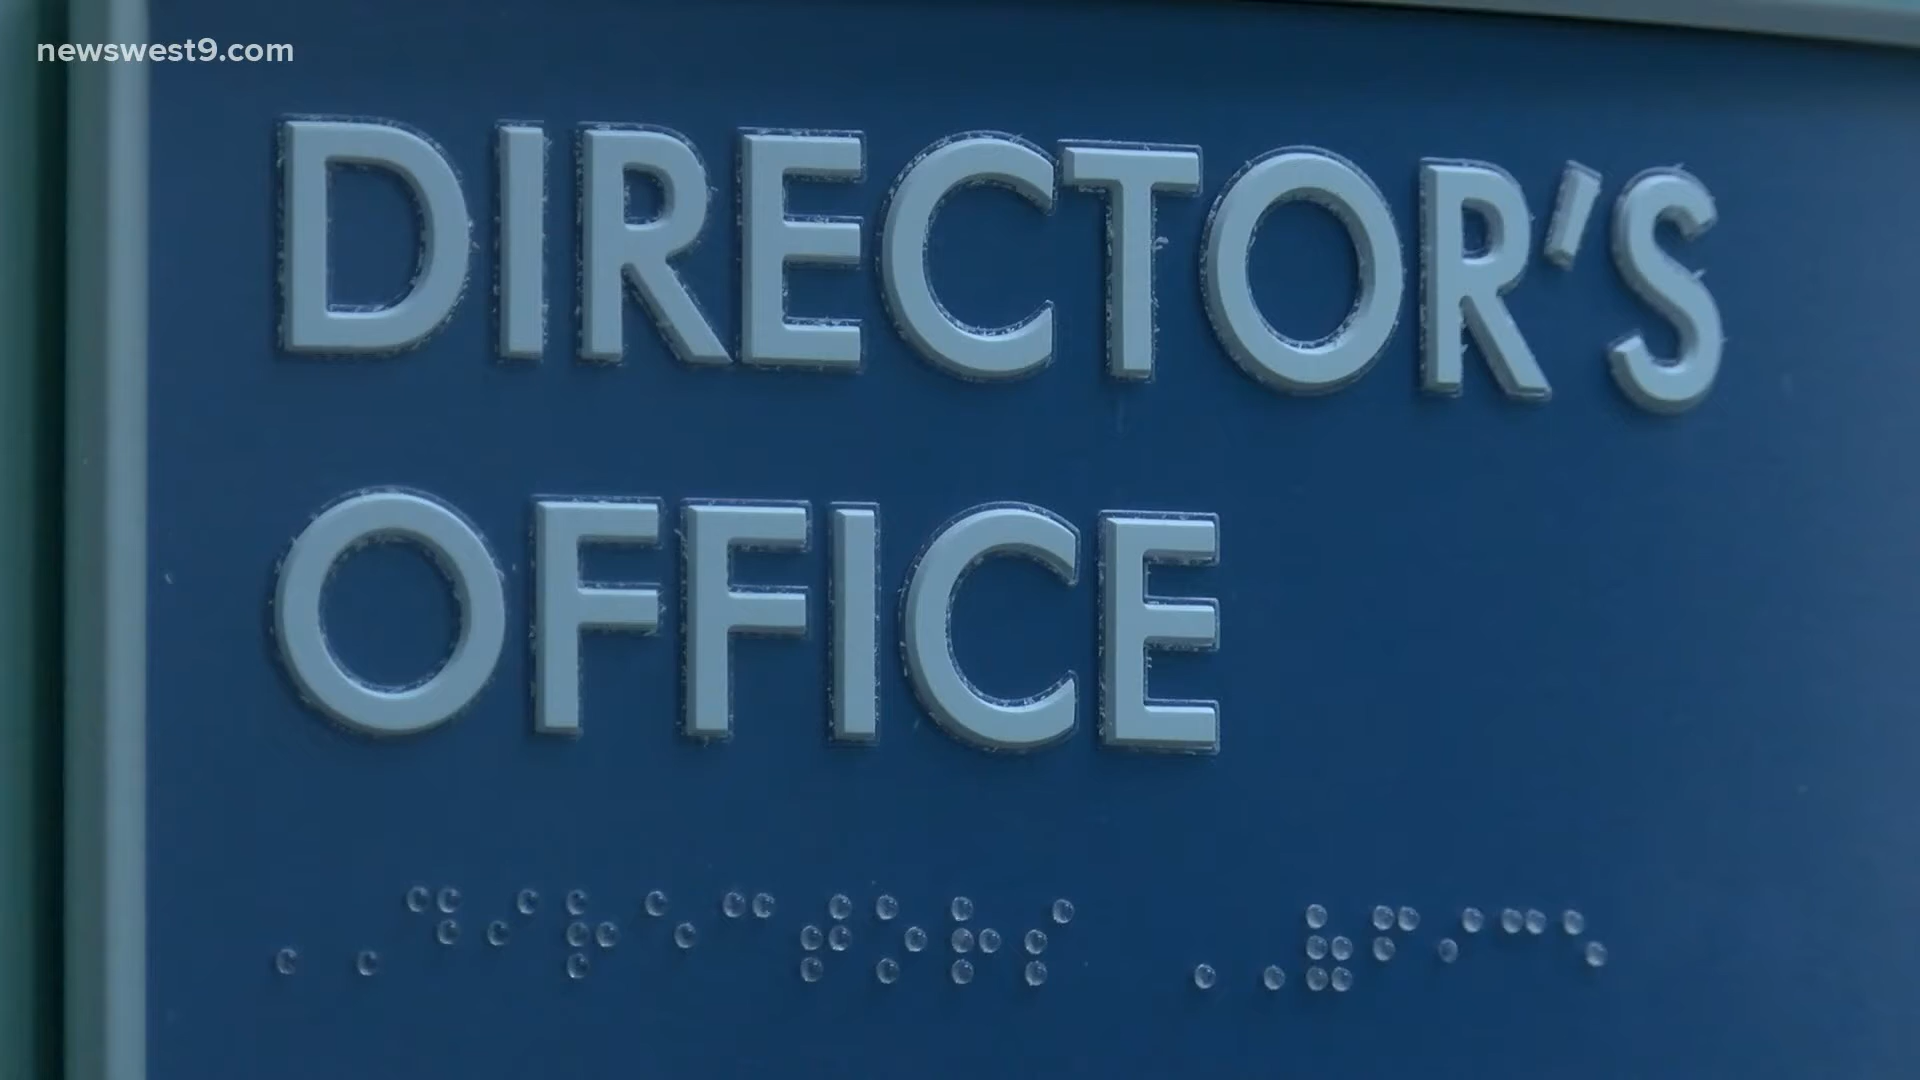 newswest9.com
DIRECTOR'S
OFFICE
⠠⠠⠙⠊⠗⠑⠉⠞⠕⠗⠎ ⠠⠠⠷⠋⠊⠉⠑